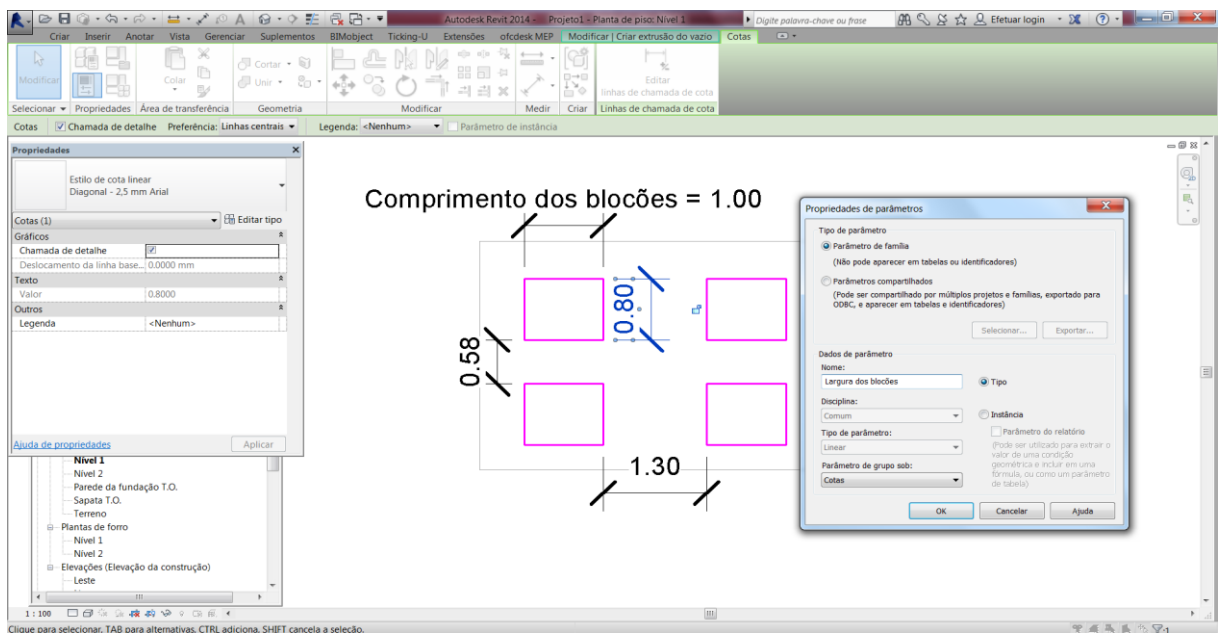 Autodesk Revit 2014 - Projeto1 - Planta de piso: Nível 1
Digite palavra-chave ou frase
Efetuar login
Criar Inserir Anotar Vista Gerenciar Suplementos BIMobject Ticking-U Extensões ofcdesk MEP Modificar | Criar extrusão do vazio Cotas
Modificar
Colar
Cortar
Unir
Editar
linhas de chamada de cota
Selecionar Propriedades Área de transferência Geometria Modificar Medir Criar Linhas de chamada de cota
Cotas Chamada de detalhe Preferência: Linhas centrais Legenda: <Nenhum> Parâmetro de instância
Propriedades
Estilo de cota linear
Diagonal - 2,5 mm Arial
Cotas (1) Editar tipo
Gráficos
Chamada de detalhe
Deslocamento da linha base... 0.0000 mm
Texto
Valor 0.8000
Outros
Legenda <Nenhum>
Ajuda de propriedades Aplicar
Nível 1
Nível 2
Parede da fundação T.O.
Sapata T.O.
Terreno
Plantas de forro
Nível 1
Nível 2
Elevações (Elevação da construção)
Leste
Comprimento dos blocões = 1.00
0.80
0.58
1.30
Propriedades de parâmetros
Tipo de parâmetro
Parâmetro de família
(Não pode aparecer em tabelas ou identificadores)
Parâmetros compartilhados
(Pode ser compartilhado por múltiplos projetos e famílias, exportado para
ODBC, e aparecer em tabelas e identificadores)
Selecionar... Exportar...
Dados de parâmetro
Nome:
Largura dos blocões
Tipo
Disciplina:
Comum
Instância
Tipo de parâmetro:
Linear
Parâmetro do relatório
(Pode ser utilizado para extrair o
valor de uma condição
geométrica e incluir em uma
fórmula, ou como um parâmetro
de tabela)
Parâmetro de grupo sob:
Cotas
OK Cancelar Ajuda
1 : 100
Clique para selecionar, TAB para alternativas, CTRL adiciona, SHIFT cancela a seleção.
:1